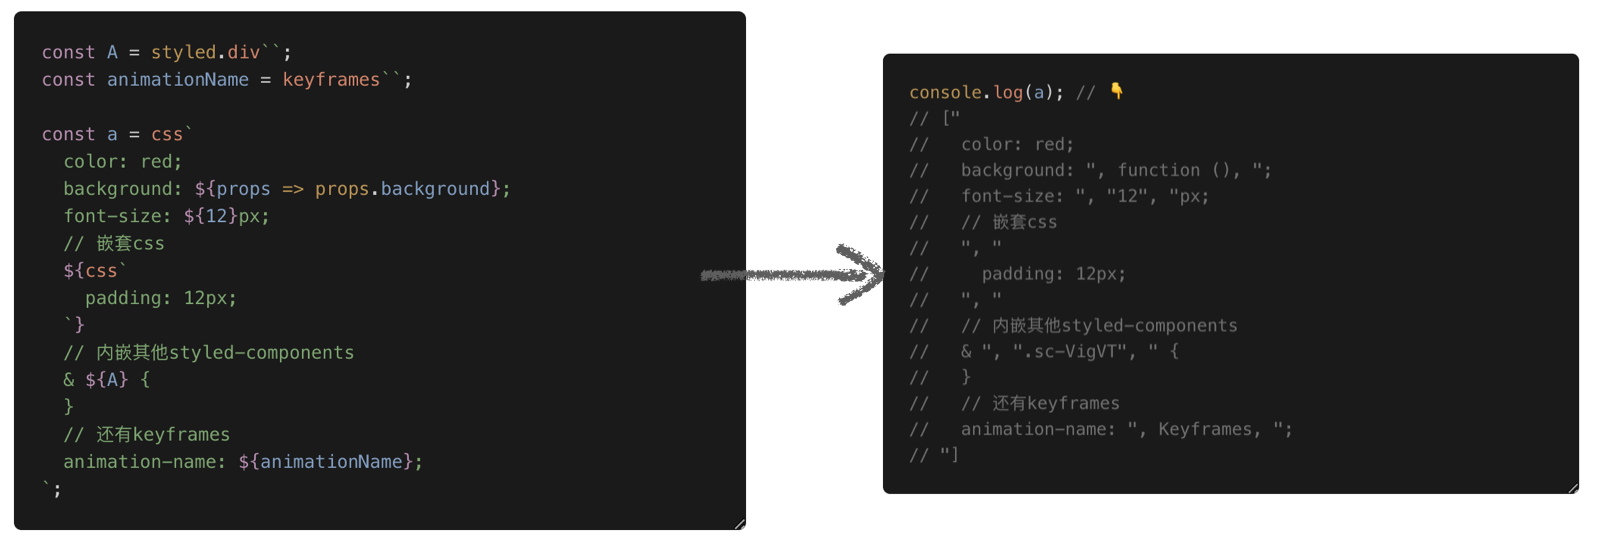 const A = styled.div``;
const animationName = keyframes``;
const a = css`
color: red;
background: ${props => props.background};
font-size: ${12}px;
// 嵌套css
${css`
padding: 12px;
`}
// 内嵌其他styled-components
& ${A} {
}
// 还有keyframes
animation-name: ${animationName};
`;
console.log(a); // 👇
// ["
// color: red;
// background: ", function (), ";
// font-size: ", "12", "px;
// // 嵌套css
// ", "
// padding: 12px;
// ", "
// // 内嵌其他styled-components
// & ", ".sc-VigVT", " {
// }
// // 还有keyframes
// animation-name: ", Keyframes, ";
// "]